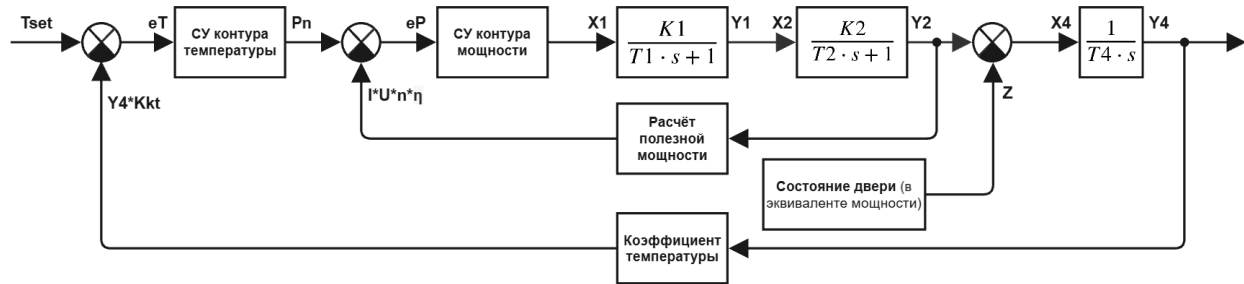 Tset
eT
СУ контура
температуры
Pn
eP
СУ контура
мощности
X1
K1
T1 · s + 1
Y1
X2
K2
T2 · s + 1
Y2
X4
1
T4 · s
Y4
Y4*Kkt
I*U*n*η
Z
Расчёт
полезной
мощности
Состояние двери (в
эквиваленте мощности)
Коэффициент
температуры